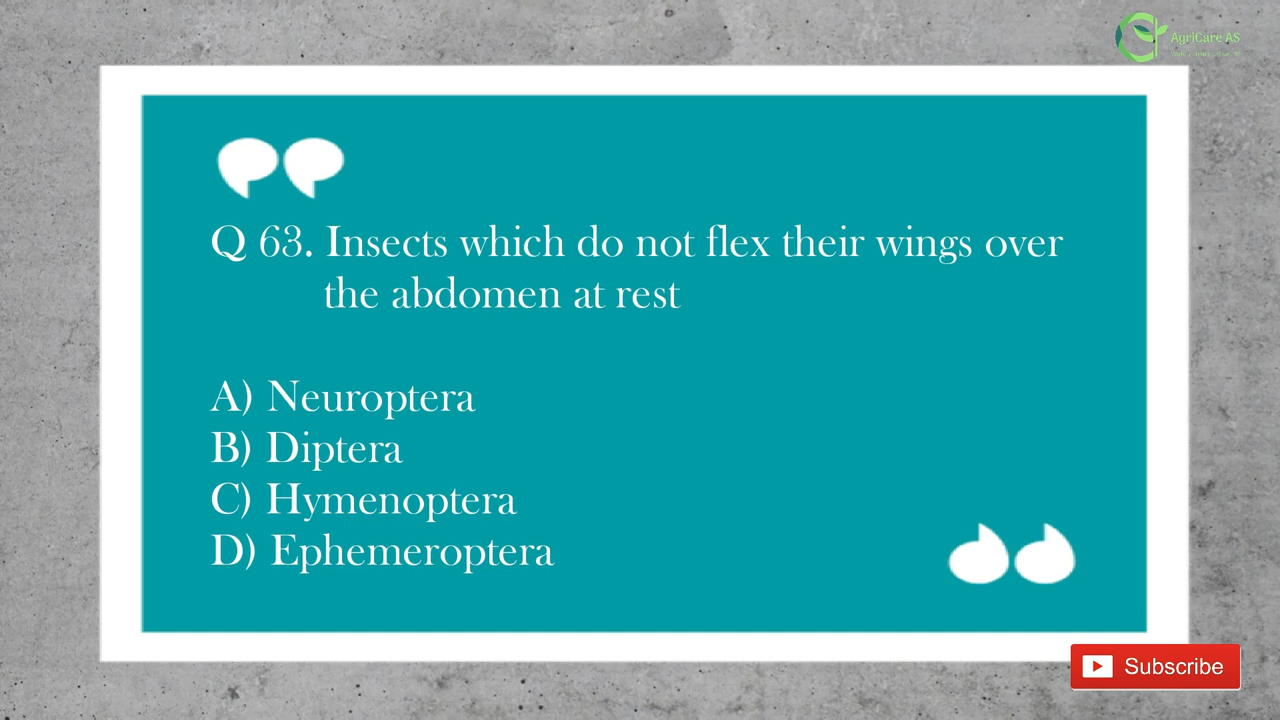 AgriCare AS
Q 63. Insects which do not flex their wings over
the abdomen at rest
A) Neuroptera
B) Diptera
C) Hymenoptera
D) Ephemeroptera
Subscribe